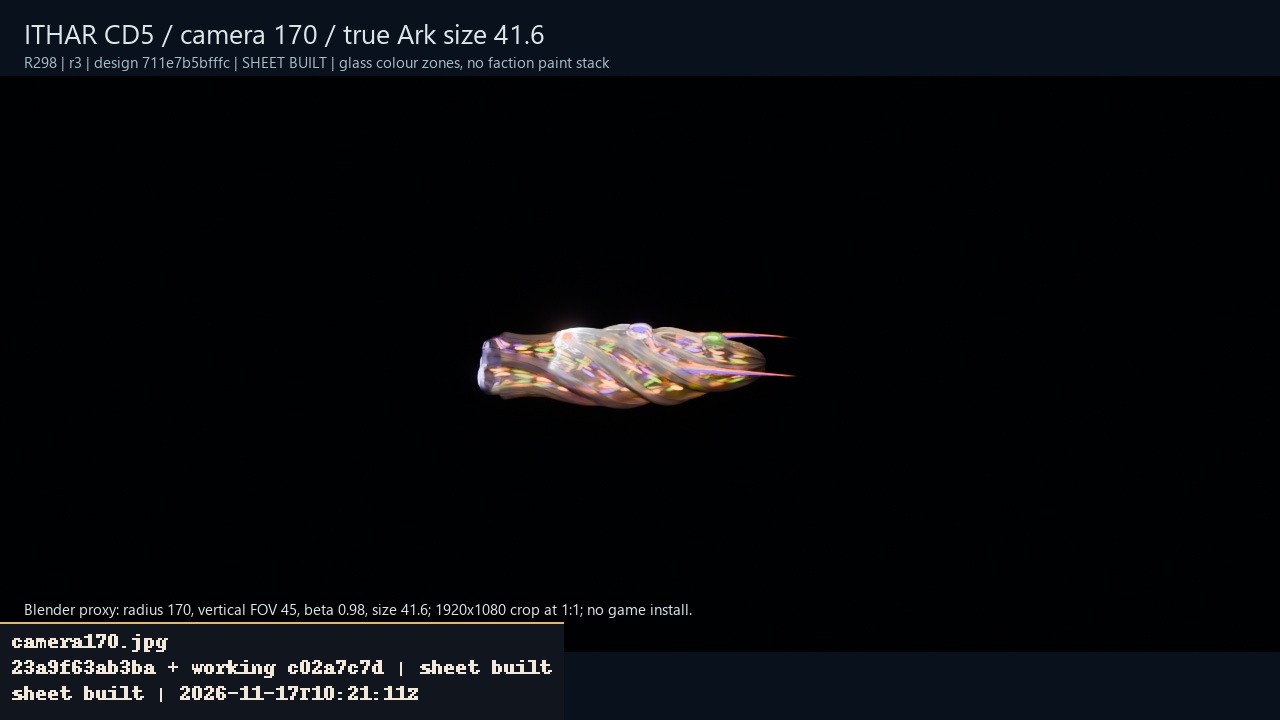 ITHAR CD5 / camera 170 / true Ark size 41.6
R298 | r3 | design 711e7b5bfffc | SHEET BUILT | glass colour zones, no faction paint stack
Blender proxy: radius 170, vertical FOV 45, beta 0.98, size 41.6; 1920x1080 crop at 1:1; no game install.
camera170.jpg
23a9f63ab3ba + working c02a7c7d | sheet built
sheet built | 2026-11-17T10:21:11Z